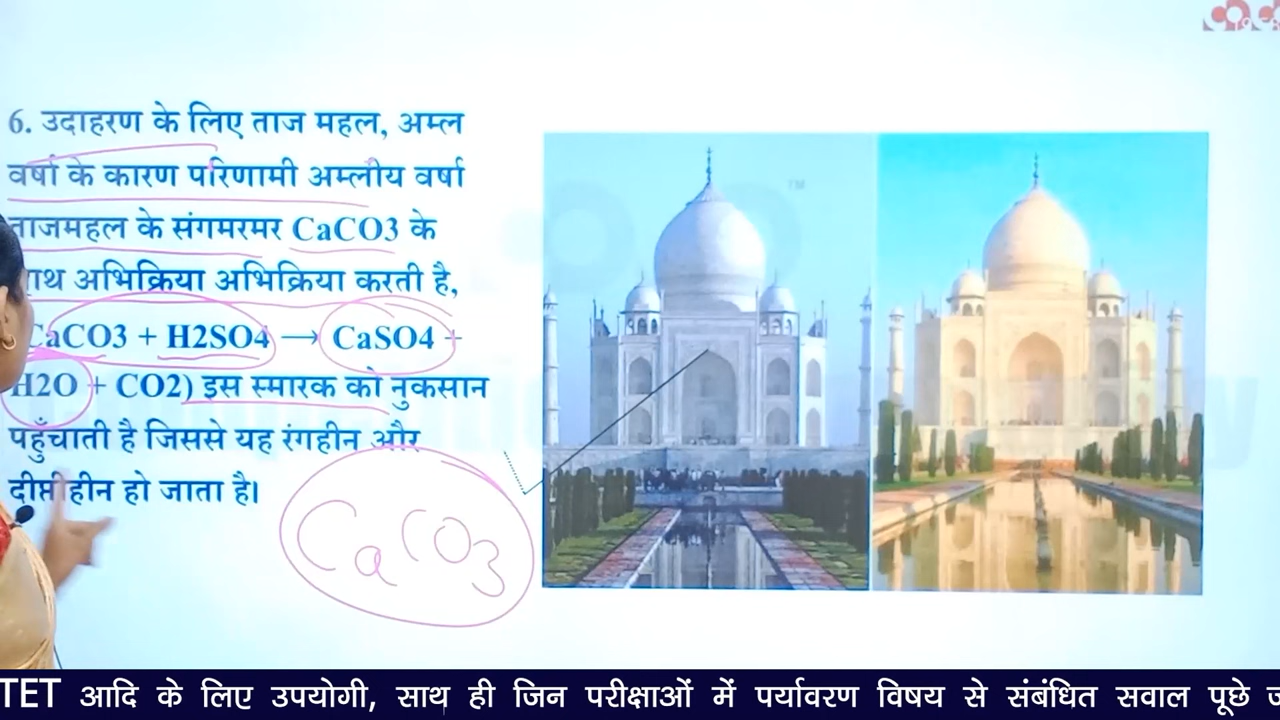 6. उदाहरण के लिए ताज महल, अम्ल
वर्षा के कारण परिणामी अम्लीय वर्षा
ताजमहल के संगमरमर CaCO3 के
साथ अभिक्रिया अभिक्रिया करती है,
CaCO3 + H2SO4 → CaSO4 +
H2O + CO2) इस स्मारक को नुकसान
पहुँचाती है जिससे यह रंगहीन और
दीप्तिहीन हो जाता है।
CaCO3
TET आदि के लिए उपयोगी, साथ ही जिन परीक्षाओं में पर्यावरण विषय से संबंधित सवाल पूछे